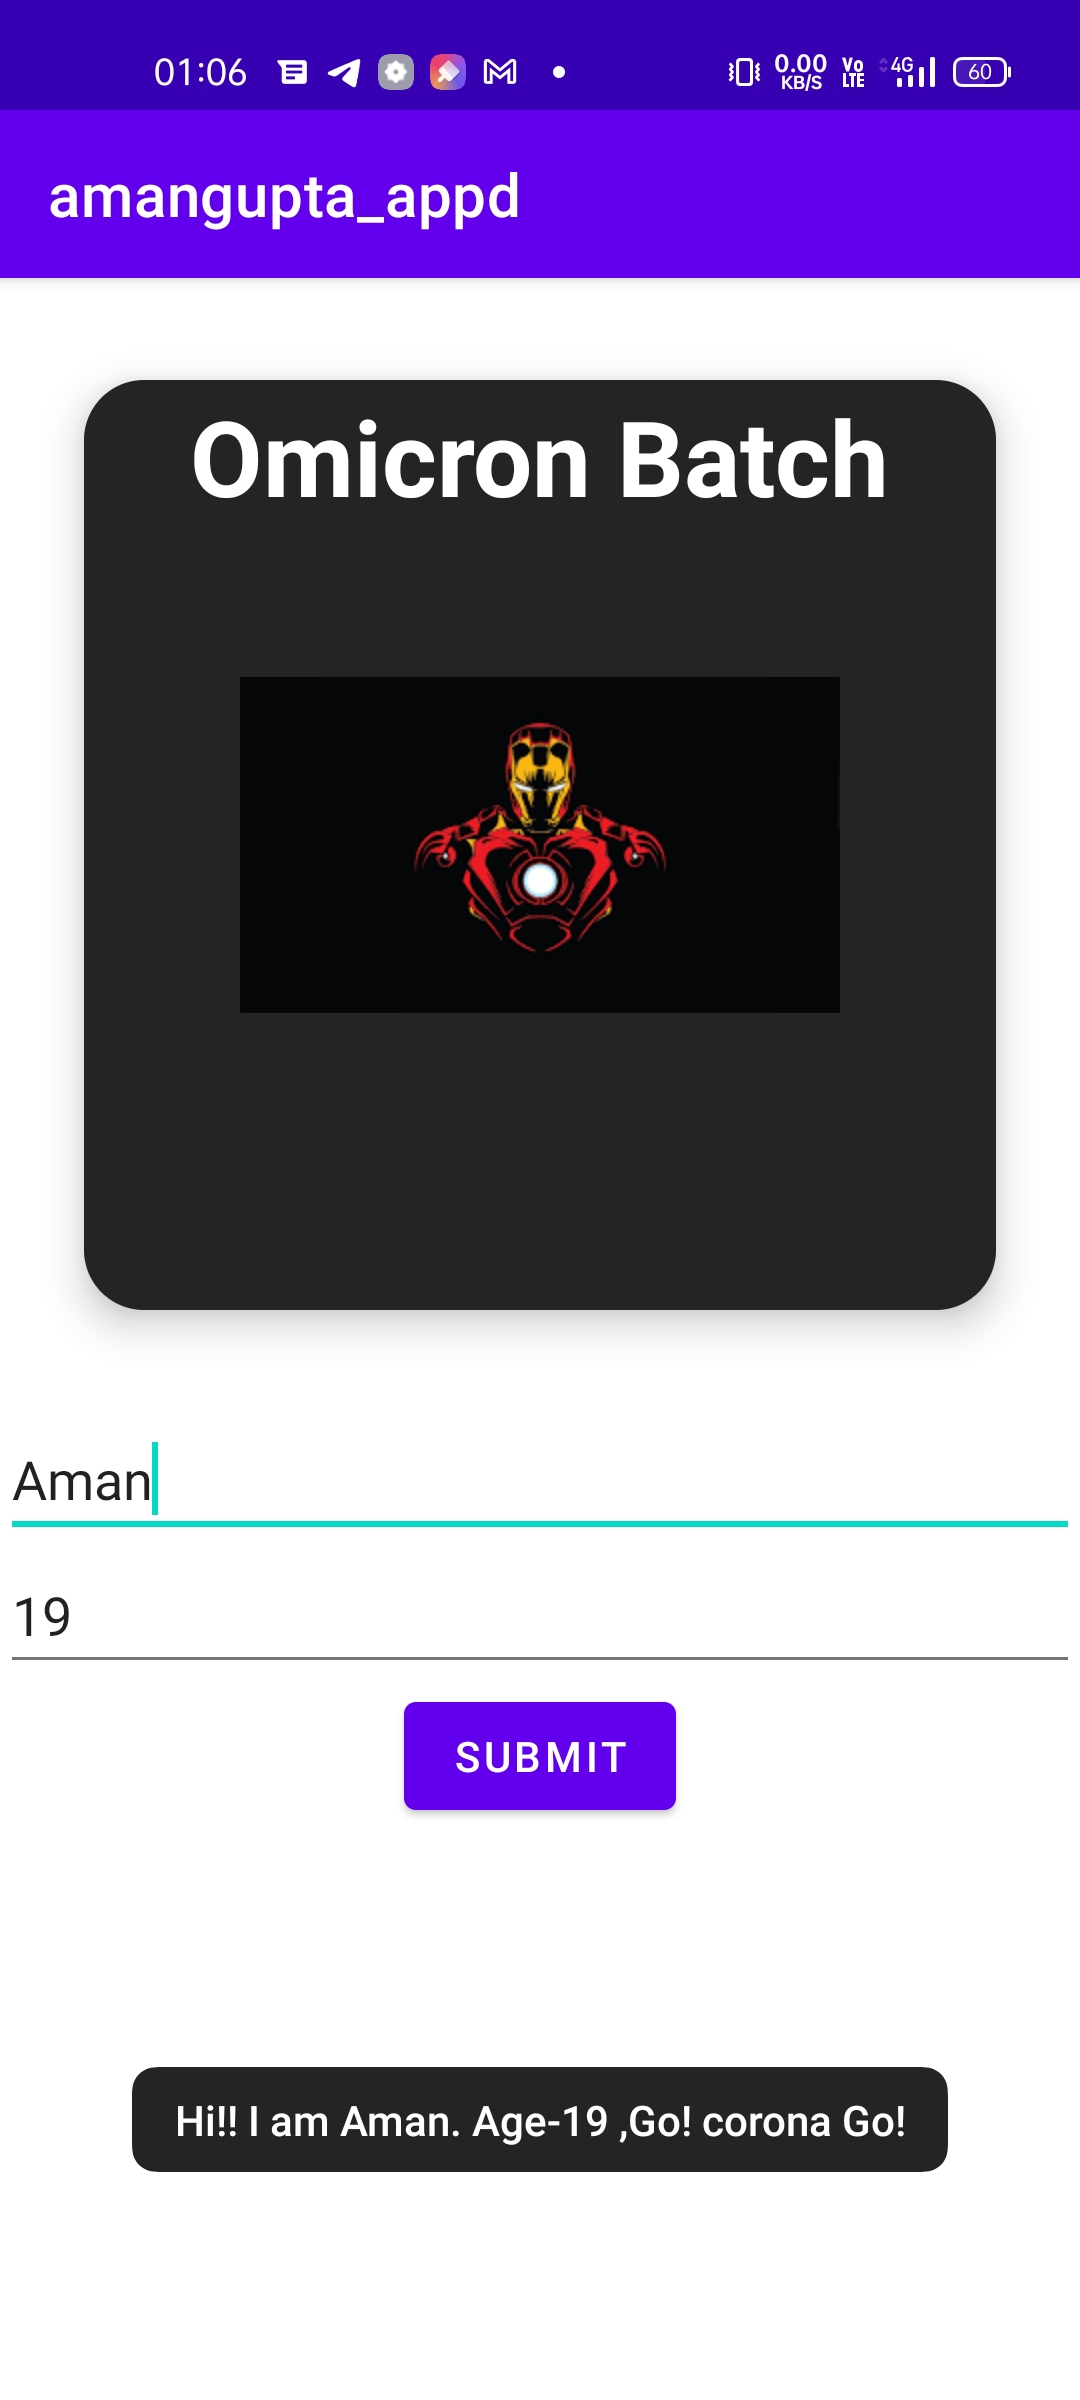 01:06 0.00 KB/S Vo LTE 4G 60
amangupta_appd
Omicron Batch
Aman
19
SUBMIT
Hi!! I am Aman. Age-19 ,Go! corona Go!